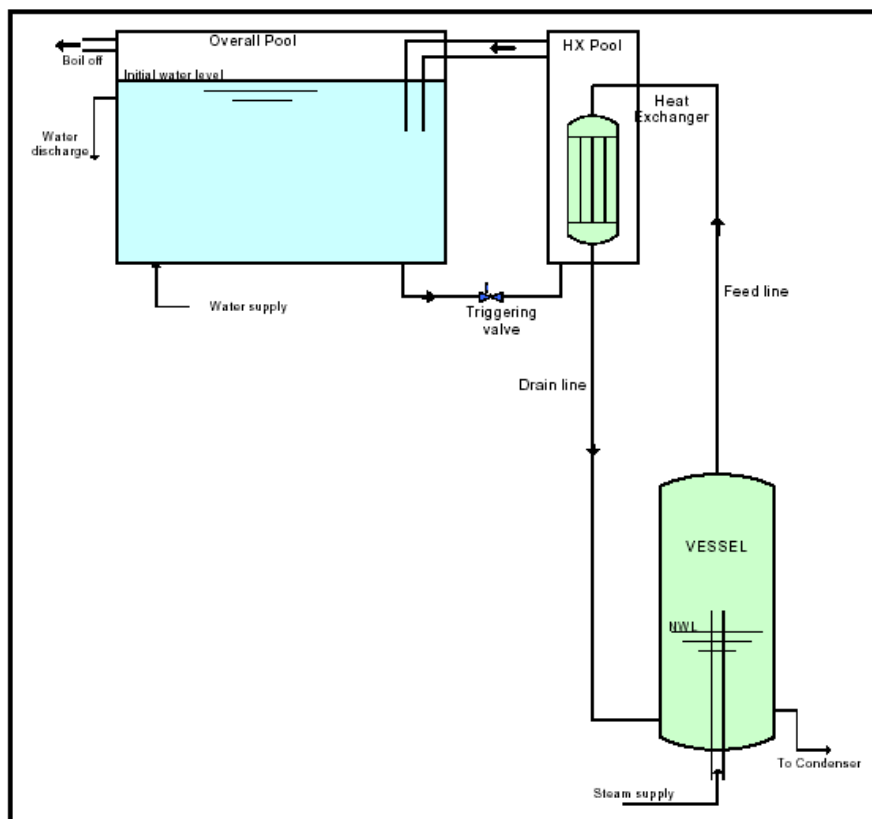 Overall Pool
HX Pool
Boil off
Initial water level
Heat
Exchanger
Water
discharge
Water supply
Triggering
valve
Feed line
Drain line
VESSEL
NWL
To Condenser
Steam supply